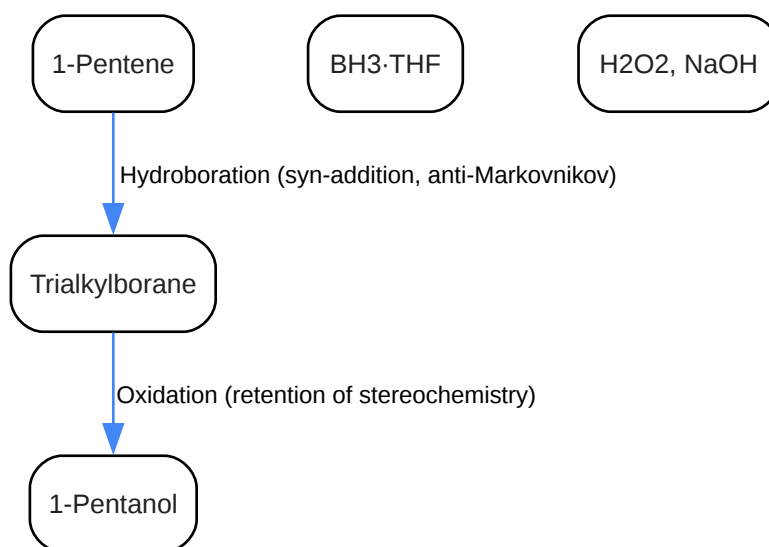 1-Pentene
BH3·THF
H2O2, NaOH
Hydroboration (syn-addition, anti-Markovnikov)
Trialkylborane
Oxidation (retention of stereochemistry)
1-Pentanol